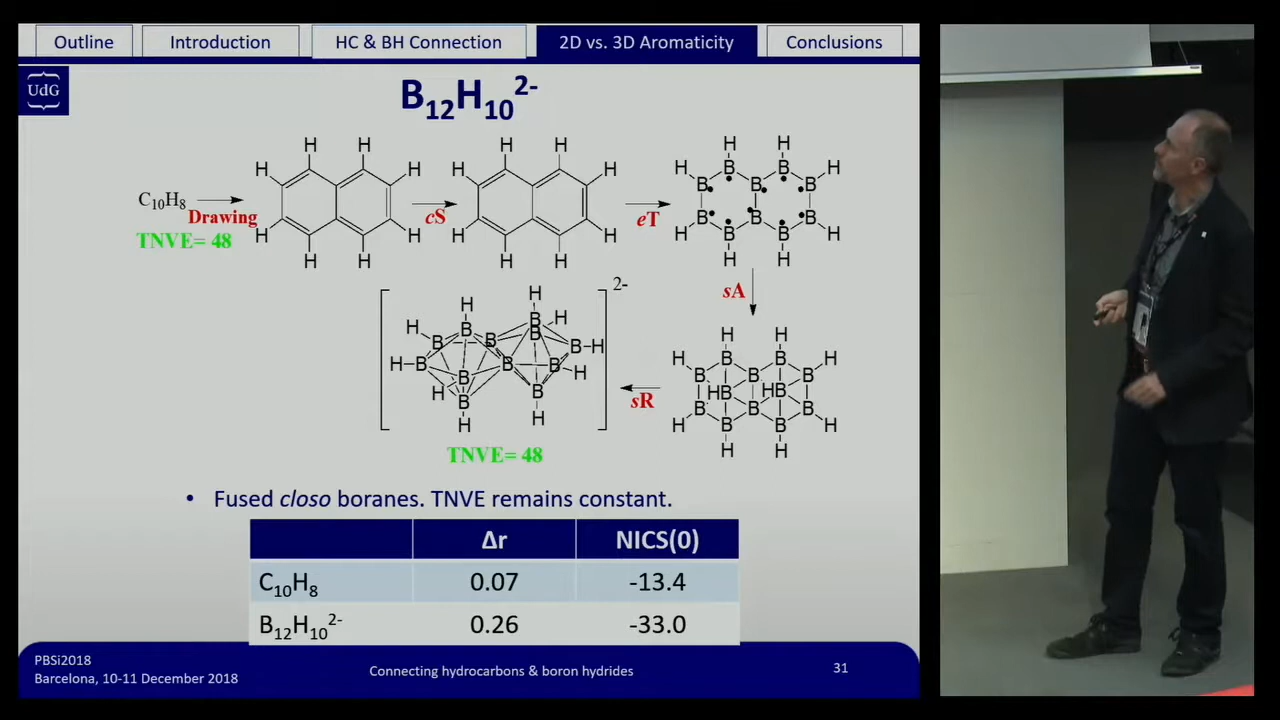 Outline Introduction HC & BH Connection 2D vs. 3D Aromaticity Conclusions
UdG
B₁₂H₁₀²⁻
H H H H H H H H
H H H H H H H H
H H H H H H H H
B B B B B B B B B B
C₁₀H₈
Drawing
TNVE= 48
cS
eT
sA
2-
H H H H H H H H H H
B B B B B B B B B B B B
sR
H H H H H H H H H H
B B B B B B B B B B B B
TNVE= 48
• Fused closo boranes. TNVE remains constant.
Δr NICS(0)
C₁₀H₈ 0.07 -13.4
B₁₂H₁₀²⁻ 0.26 -33.0
PBSi2018
Barcelona, 10-11 December 2018
Connecting hydrocarbons & boron hydrides
31